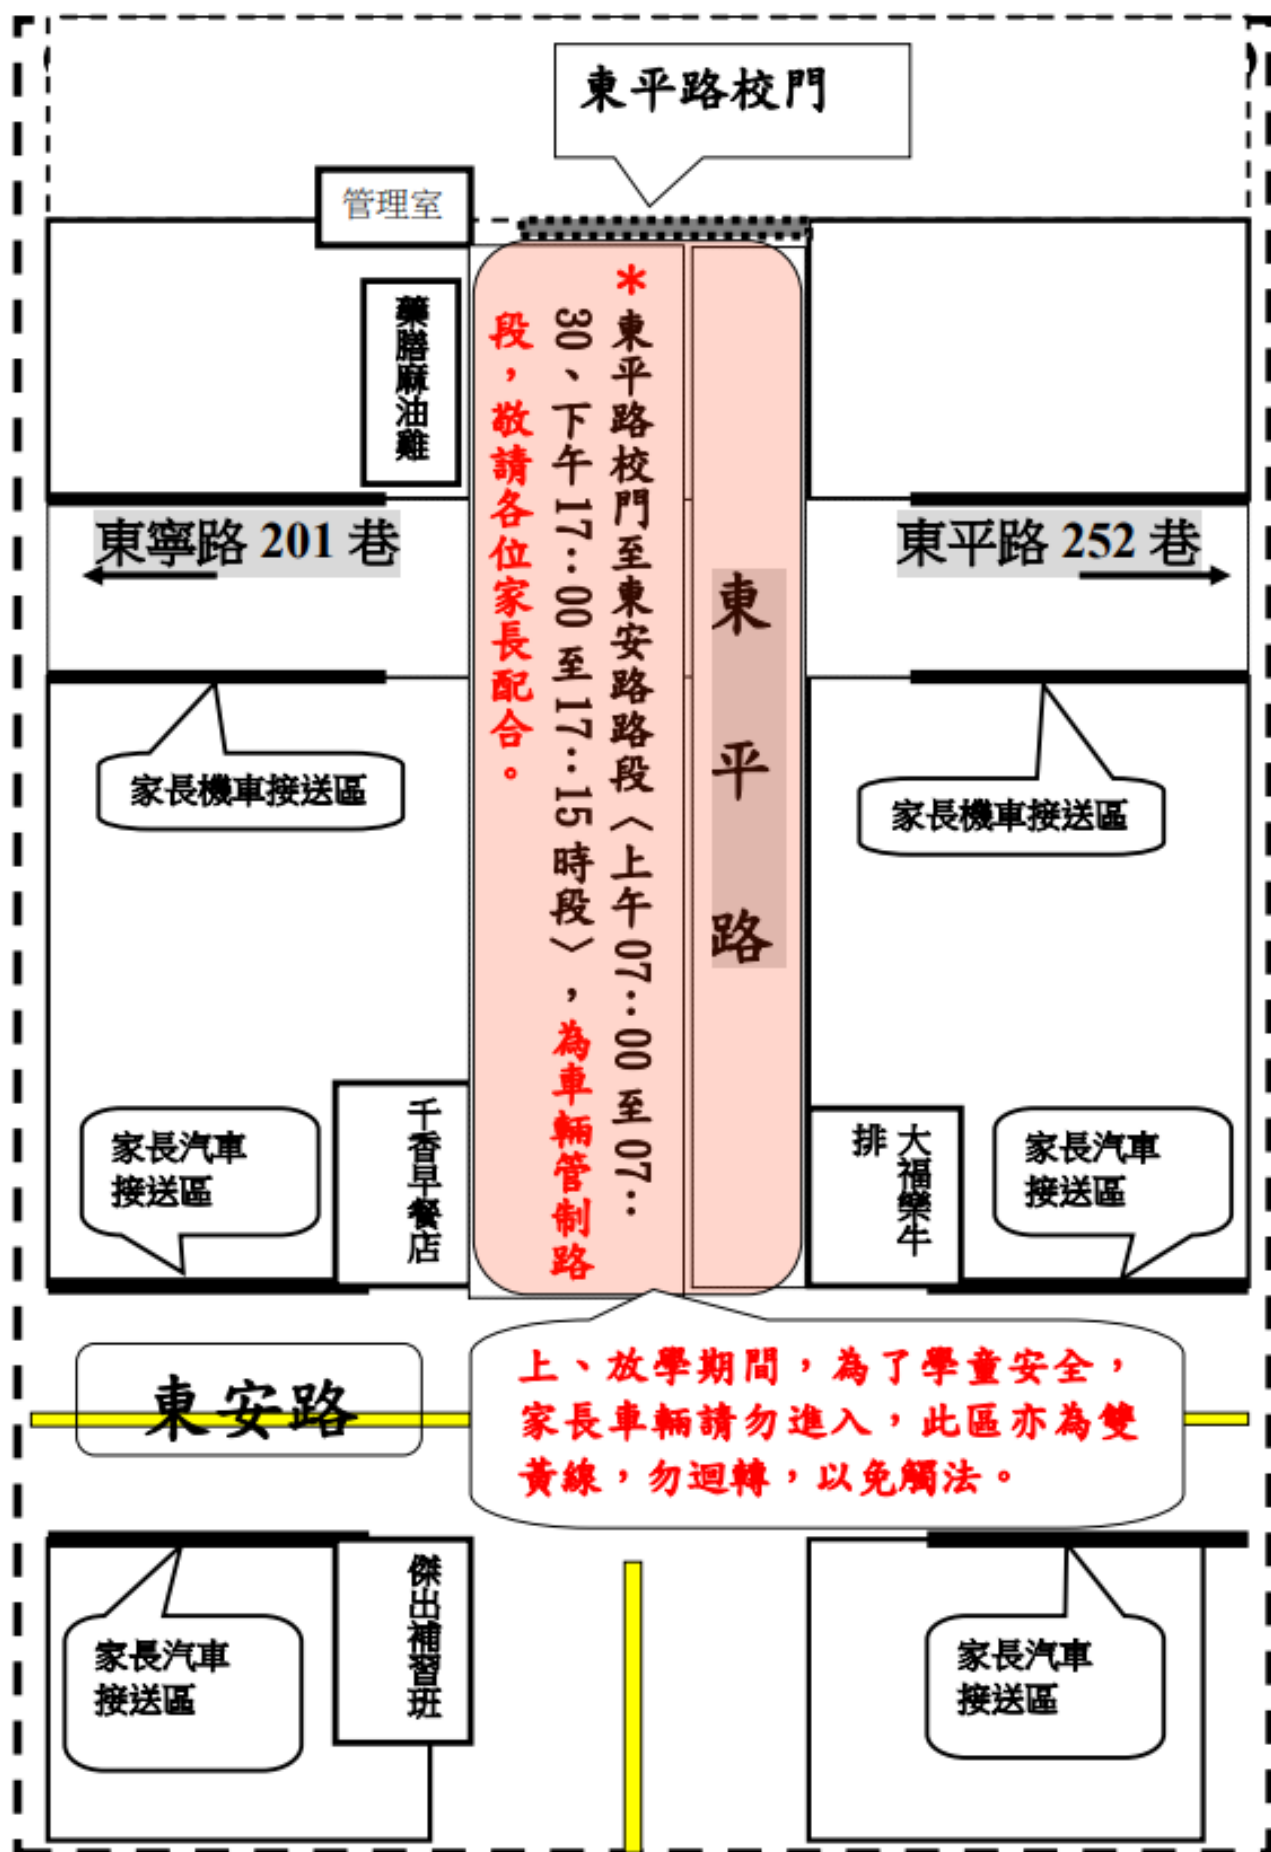 東平路校門
管理室
藥膳麻油雞
＊東平路校門至東安路路段〈上午07：00至07：
30、下午17：00至17：15時段〉，為車輛管制路
段，敬請各位家長配合。
東平路
東寧路 201 巷
東平路 252 巷
家長機車接送區
家長機車接送區
家長汽車
接送區
千香早餐店
大福樂牛
排
家長汽車
接送區
東安路
上、放學期間，為了學童安全，
家長車輛請勿進入，此區亦為雙
黃線，勿迴轉，以免觸法。
家長汽車
接送區
傑出補習班
家長汽車
接送區